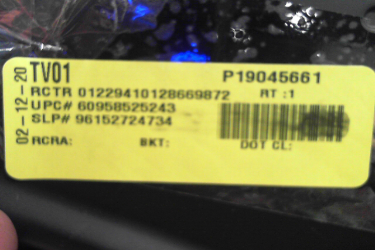 02-12-20
TV01
P19045661
RCTR 01229410128669872
RT :1
UPC# 60958525243
SLP# 96152724734
RCRA:
BKT:
DOT CL: